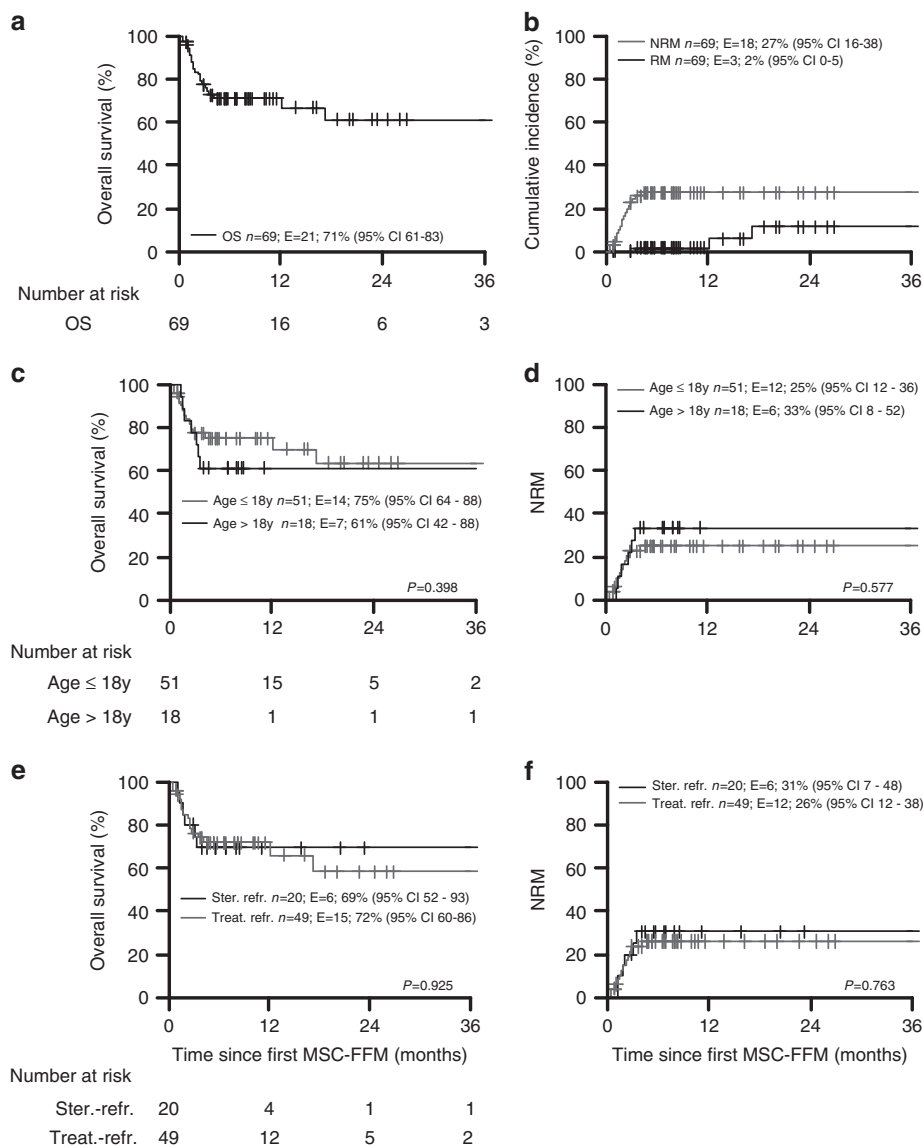 a
b
100
80
60
40
20
0
Overall survival (%)
OS n=69; E=21; 71% (95% CI 61-83)
0 12 24 36
Number at risk
OS 69 16 6 3
100
80
60
40
20
0
Cumulative incidence (%)
NRM n=69; E=18; 27% (95% CI 16-38)
RM n=69; E=3; 2% (95% CI 0-5)
0 12 24 36
c
d
100
80
60
40
20
0
Overall survival (%)
Age ≤ 18y n=51; E=14; 75% (95% CI 64 - 88)
Age > 18y n=18; E=7; 61% (95% CI 42 - 88)
P=0.398
0 12 24 36
Number at risk
Age ≤ 18y 51 15 5 2
Age > 18y 18 1 1 1
100
80
60
40
20
0
NRM
Age ≤ 18y n=51; E=12; 25% (95% CI 12 - 36)
Age > 18y n=18; E=6; 33% (95% CI 8 - 52)
P=0.577
0 12 24 36
e
f
100
80
60
40
20
0
Overall survival (%)
Ster. refr. n=20; E=6; 69% (95% CI 52 - 93)
Treat. refr. n=49; E=15; 72% (95% CI 60-86)
P=0.925
0 12 24 36
Time since first MSC-FFM (months)
Number at risk
Ster.-refr. 20 4 1 1
Treat.-refr. 49 12 5 2
100
80
60
40
20
0
NRM
Ster. refr. n=20; E=6; 31% (95% CI 7 - 48)
Treat. refr. n=49; E=12; 26% (95% CI 12 - 38)
P=0.763
0 12 24 36
Time since first MSC-FFM (months)